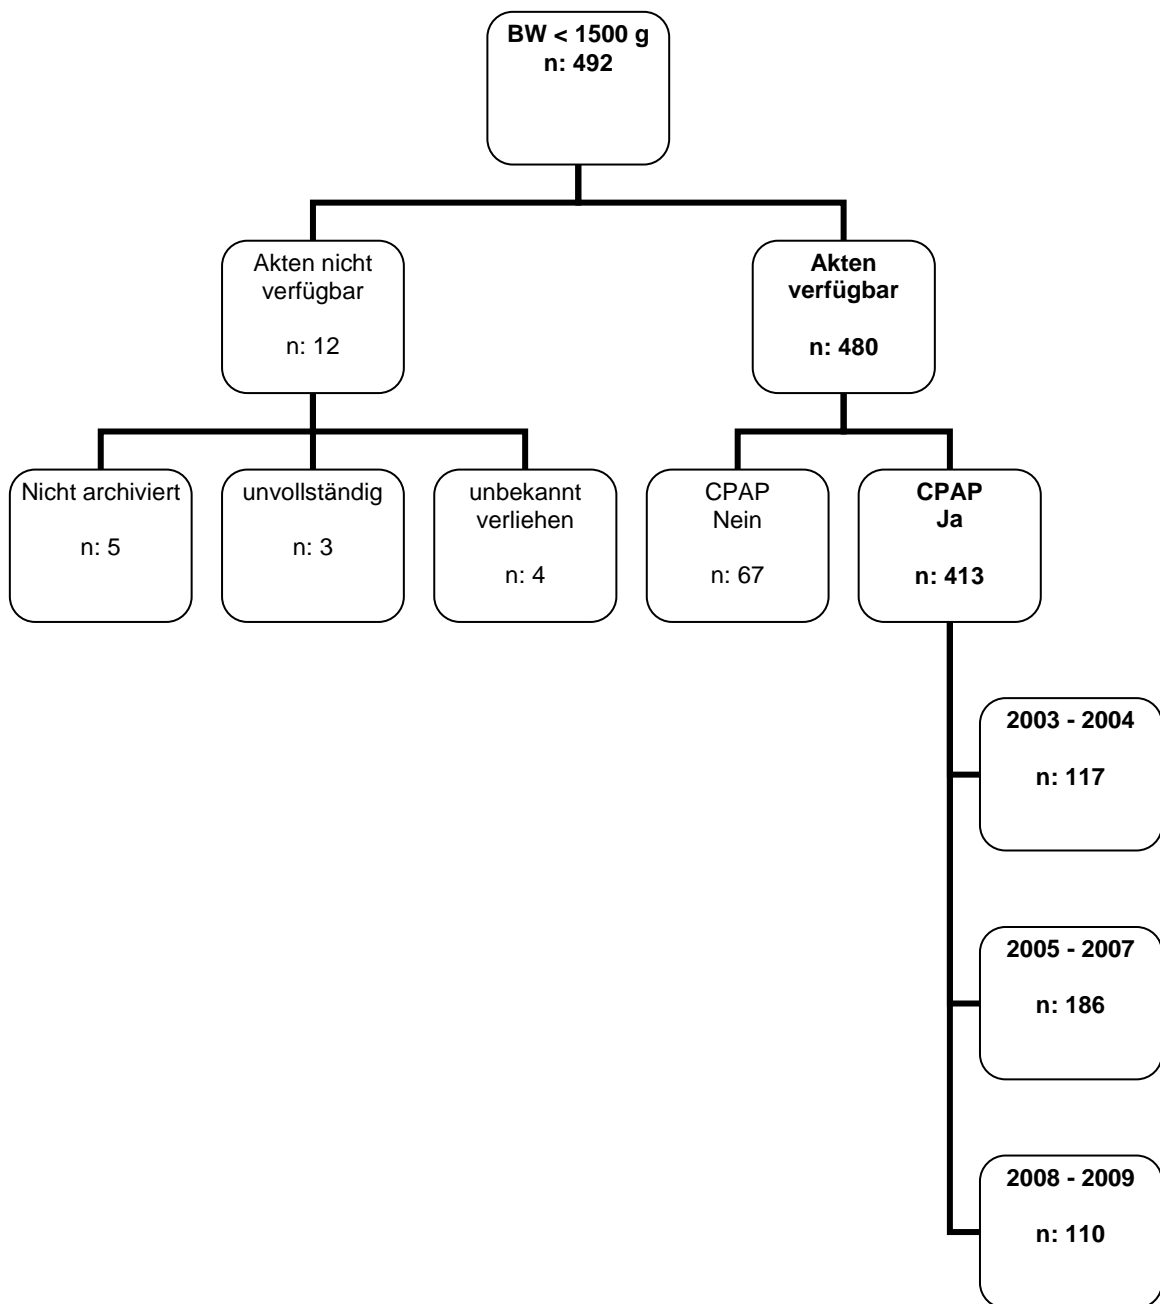 BW < 1500 g
n: 492
Akten nicht
verfügbar
n: 12
Akten
verfügbar
n: 480
Nicht archiviert
n: 5
unvollständig
n: 3
unbekannt
verliehen
n: 4
CPAP
Nein
n: 67
CPAP
Ja
n: 413
2003 - 2004
n: 117
2005 - 2007
n: 186
2008 - 2009
n: 110